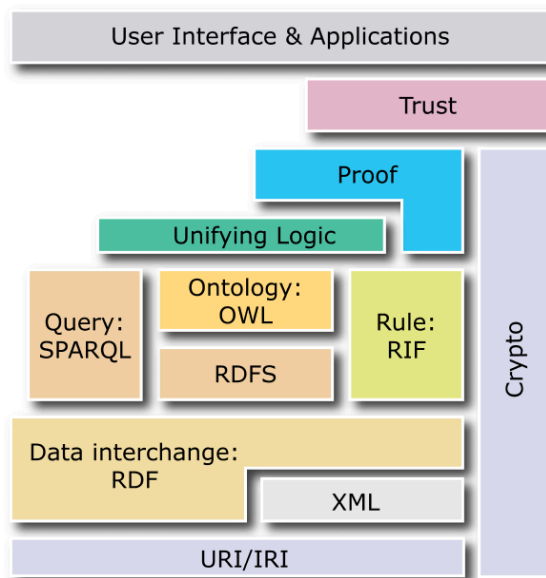 User Interface & Applications
Trust
Proof
Unifying Logic
Ontology:
OWL
Query:
SPARQL
Rule:
RIF
RDFS
Crypto
Data interchange:
RDF
XML
URI/IRI